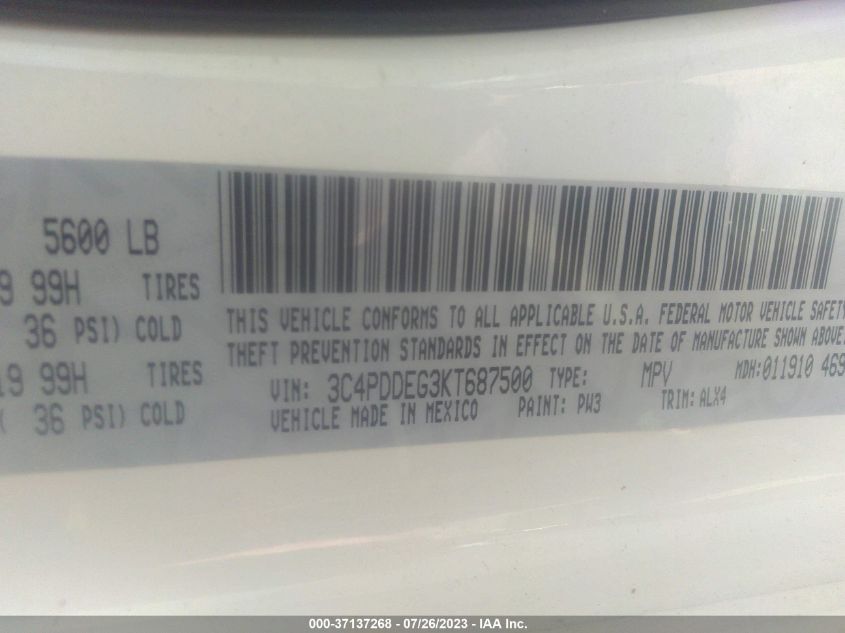 5600 LB
9 99H TIRES
36 PSI) COLD
19 99H TIRES
( 36 PSI) COLD
THIS VEHICLE CONFORMS TO ALL APPLICABLE U.S.A. FEDERAL MOTOR VEHICLE SAFETY
THEFT PREVENTION STANDARDS IN EFFECT ON THE DATE OF MANUFACTURE SHOWN ABOVE.
VIN: 3C4PDDEG3KT687500 TYPE: MPV MDH:011910 469
VEHICLE MADE IN MEXICO PAINT: PW3 TRIM: ALX4
000-37137268 - 07/26/2023 - IAA Inc.